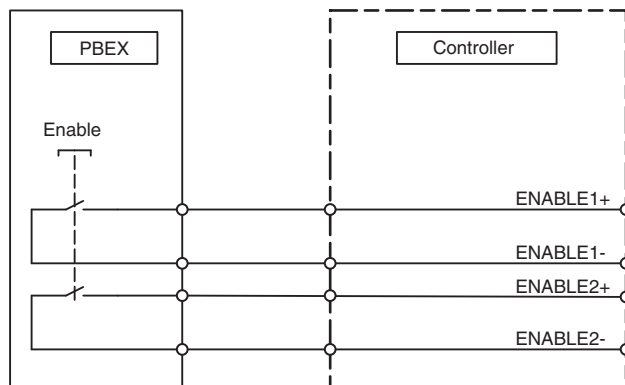 PBEX
Controller
Enable
ENABLE1+
ENABLE1-
ENABLE2+
ENABLE2-